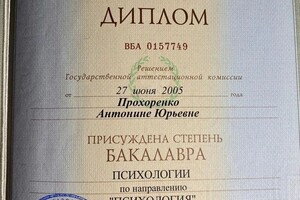 ДИПЛОМ
ВБА 0157749
Решением
Государственной аттестационной комиссии
от 27 июня 2005 года
Прохоренко
Антонине Юрьевне
ПРИСУЖДЕНА СТЕПЕНЬ
БАКАЛАВРА
ПСИХОЛОГИИ
по направлению
"ПСИХОЛОГИЯ"